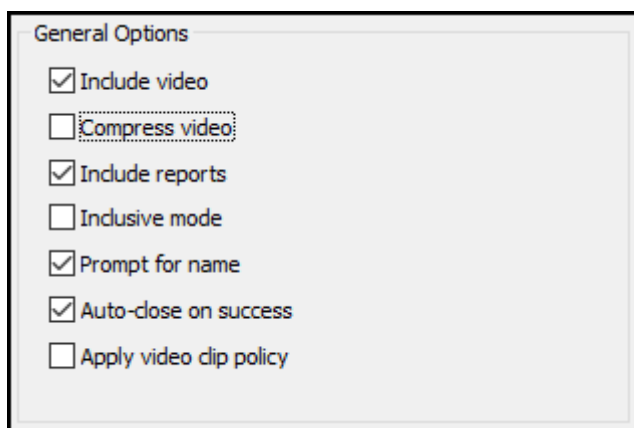 General Options
Include video
Compress video
Include reports
Inclusive mode
Prompt for name
Auto-close on success
Apply video clip policy